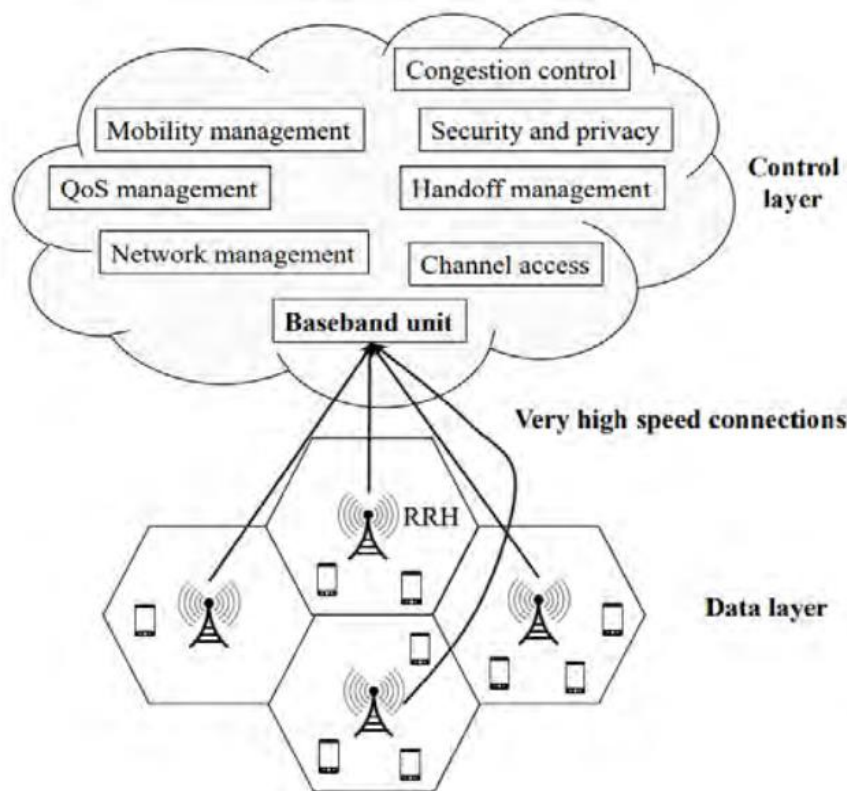 Congestion control
Mobility management
Security and privacy
QoS management
Handoff management
Control
layer
Network management
Channel access
Baseband unit
Very high speed connections
RRH
Data layer